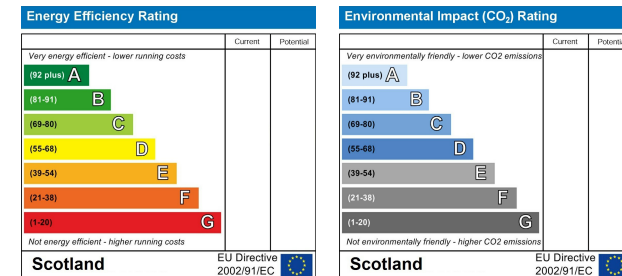 Energy Efficiency Rating
Current Potential
Very energy efficient - lower running costs
(92 plus) A
(81-91) B
(69-80) C
(55-68) D
(39-54) E
(21-38) F
(1-20) G
Not energy efficient - higher running costs
Scotland
EU Directive
2002/91/EC
Environmental Impact (CO₂) Rating
Current Potentia
Very environmentally friendly - lower CO2 emissions
(92 plus) A
(81-91) B
(69-80) C
(55-68) D
(39-54) E
(21-38) F
(1-20) G
Not environmentally friendly - higher CO2 emissions
Scotland
EU Directive
2002/91/EC